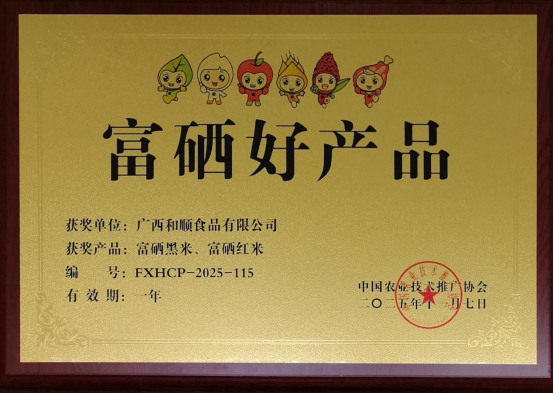 富硒好产品
获奖单位：广西和顺食品有限公司
获奖产品：富硒黑米、富硒红米
编　　号：FXHCP-2025-115
有 效 期：一年
中国农业技术推广协会
二〇二五年十　月七日